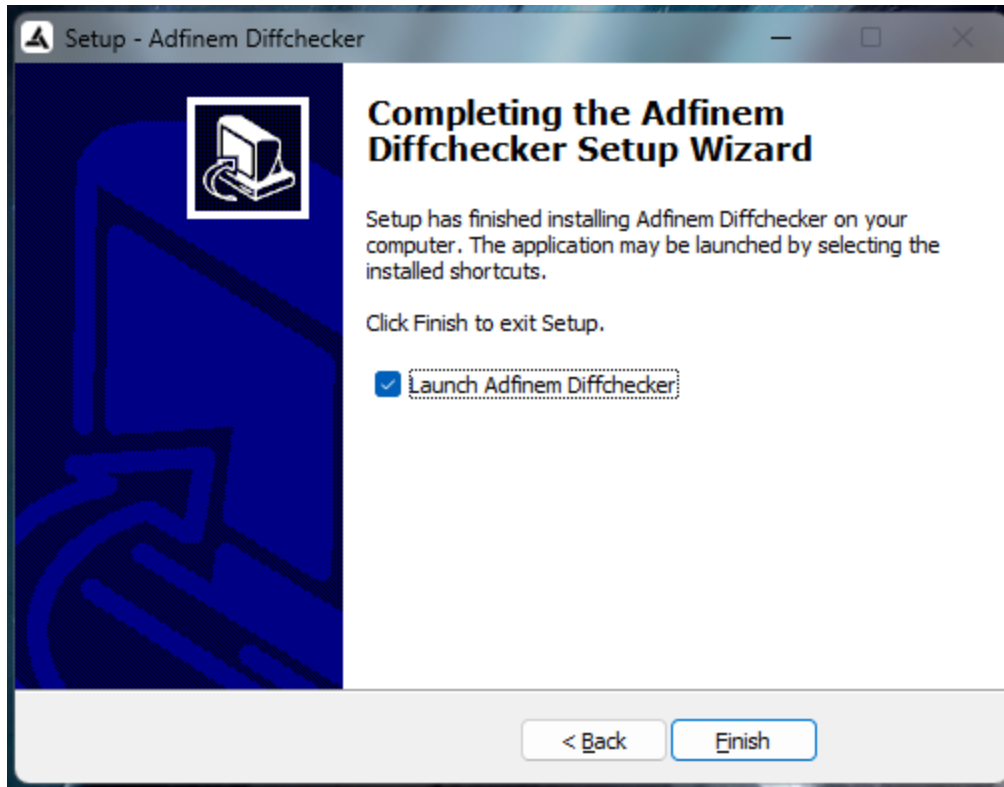 Setup - Adfinem Diffchecker
Completing the Adfinem
Diffchecker Setup Wizard
Setup has finished installing Adfinem Diffchecker on your
computer. The application may be launched by selecting the
installed shortcuts.
Click Finish to exit Setup.
Launch Adfinem Diffchecker
< Back
Finish